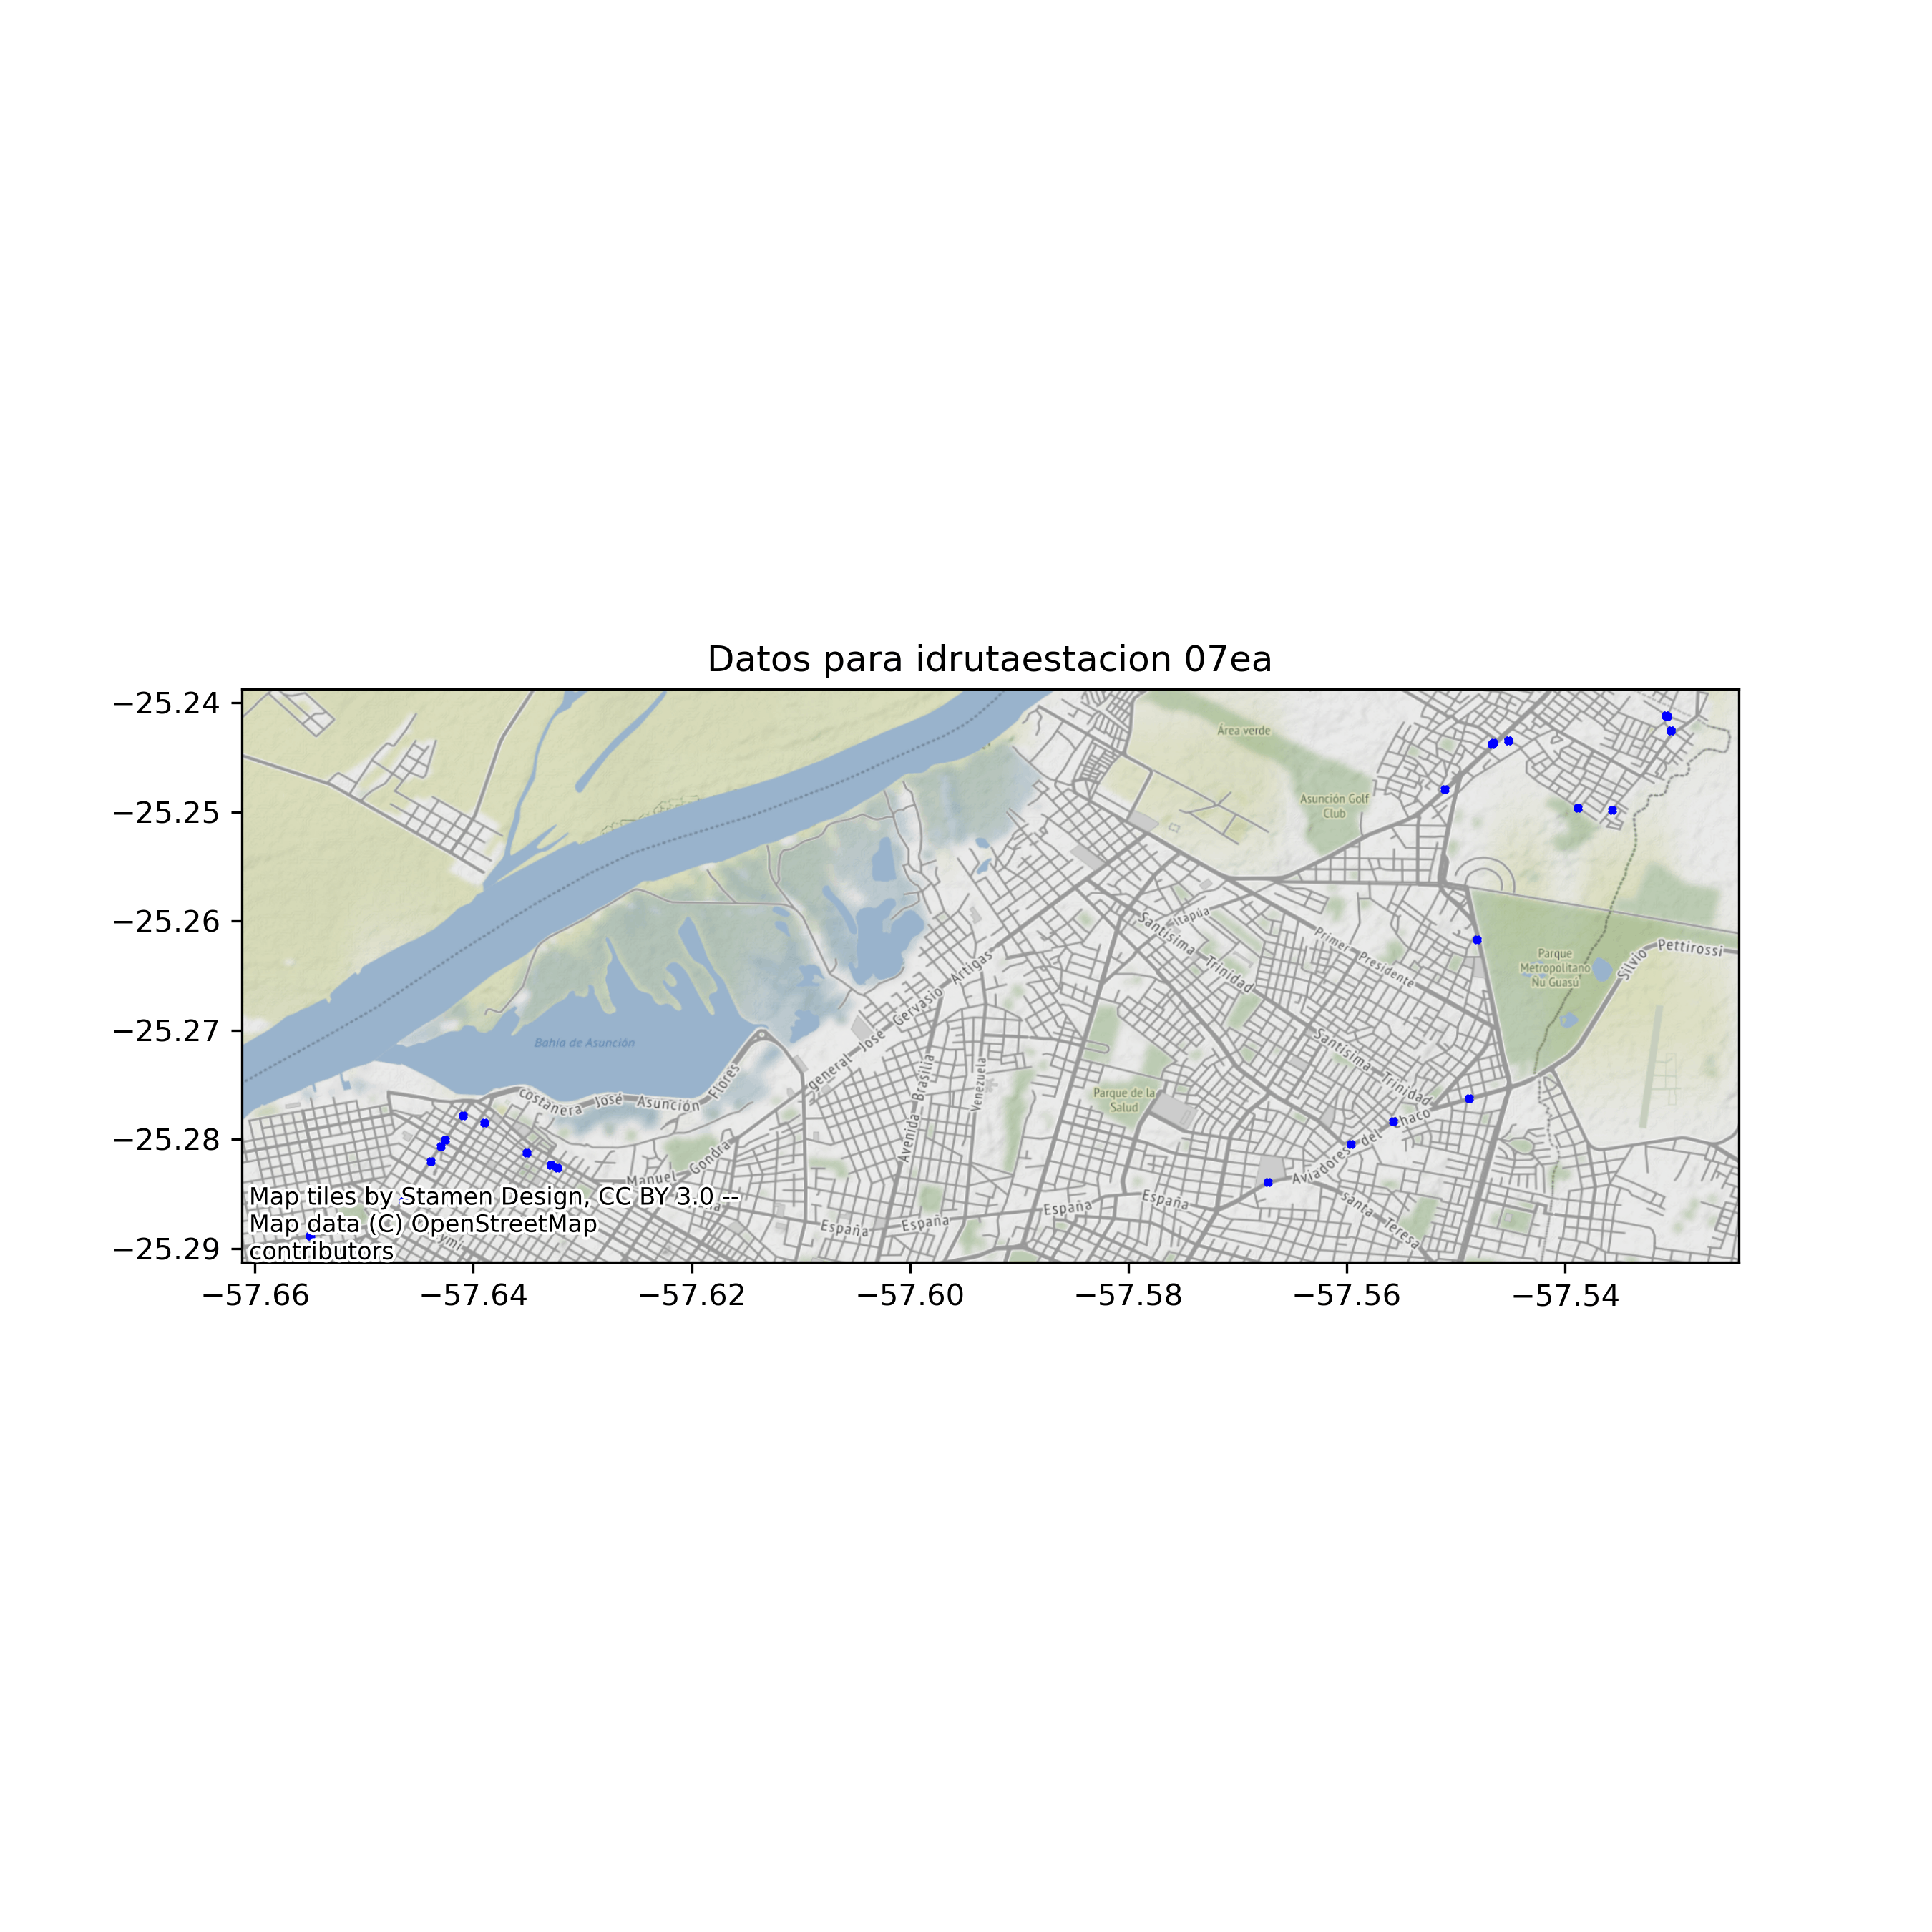 Datos para idrutaestacion 07ea
−25.24
−25.25
−25.26
−25.27
−25.28
−25.29
−57.66
−57.64
−57.62
−57.60
−57.58
−57.56
−57.54
Área verde
Asunción Golf
Club
Itapúa
Santísima Trinidad
Primer Presidente
Parque
Metropolitano
Ñu Guasú
Silvio Pettirossi
general José Gervasio Artigas
Bahía de Asunción
costanera José Asunción Flores
Avenida Brasilia
Venezuela
Parque de la
Salud
Santísima Trinidad
Aviadores del Chaco
Manuel Gondra
España
España
España
España
santa Teresa
Map tiles by Stamen Design, CC BY 3.0 --
Map data (C) OpenStreetMap
contributors